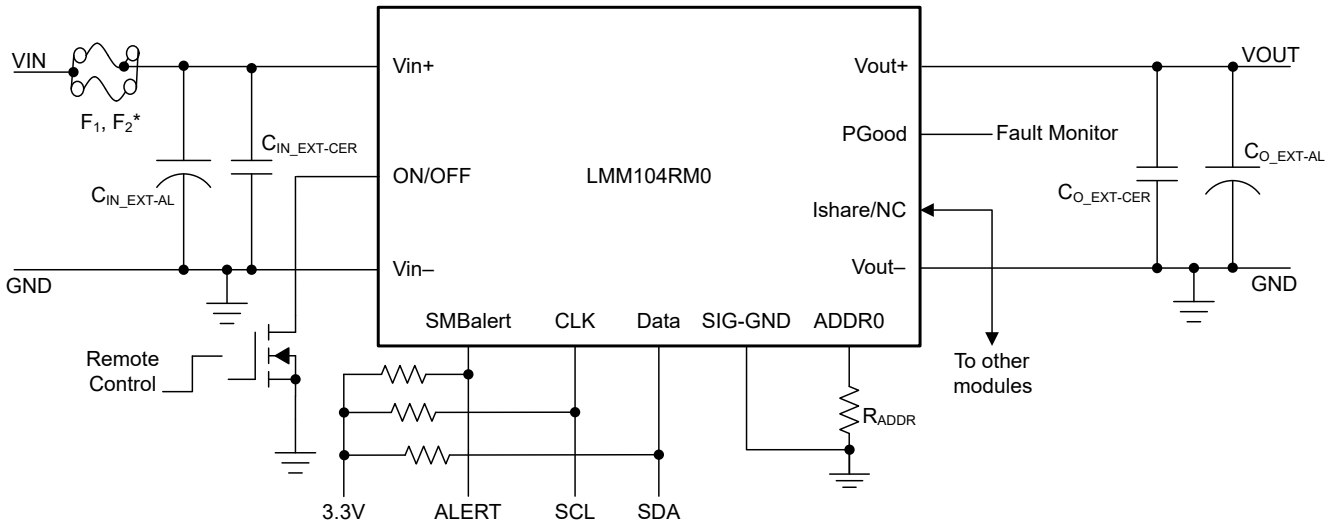 VIN
F1, F2*
CIN_EXT-AL
CIN_EXT-CER
GND
Remote
Control
Vin+
ON/OFF
Vin–
LMM104RM0
Vout+
PGood
Ishare/NC
Vout–
SMBalert
CLK
Data
SIG-GND
ADDR0
Fault Monitor
VOUT
CO_EXT-CER
CO_EXT-AL
GND
To other
modules
RADDR
3.3V
ALERT
SCL
SDA